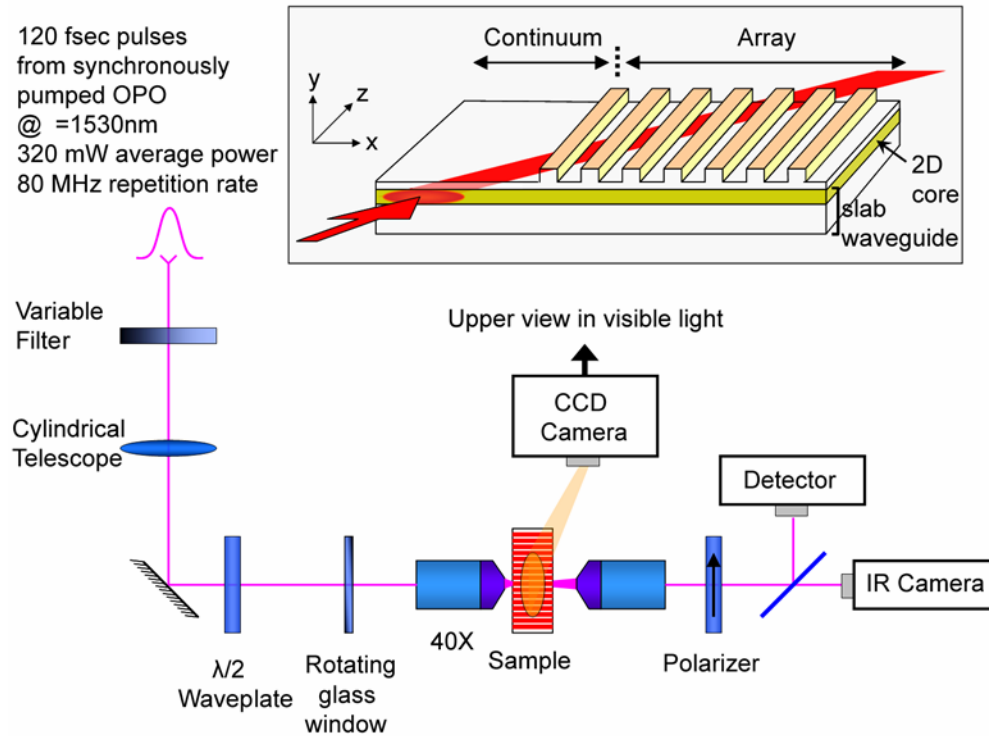 120 fsec pulses
from synchronously
pumped OPO
@ =1530nm
320 mW average power
80 MHz repetition rate
Continuum
Array
y
z
x
2D
core
slab
waveguide
Variable
Filter
Upper view in visible light
CCD
Camera
Cylindrical
Telescope
Detector
IR Camera
40X
Sample
Polarizer
λ/2
Waveplate
Rotating
glass
window